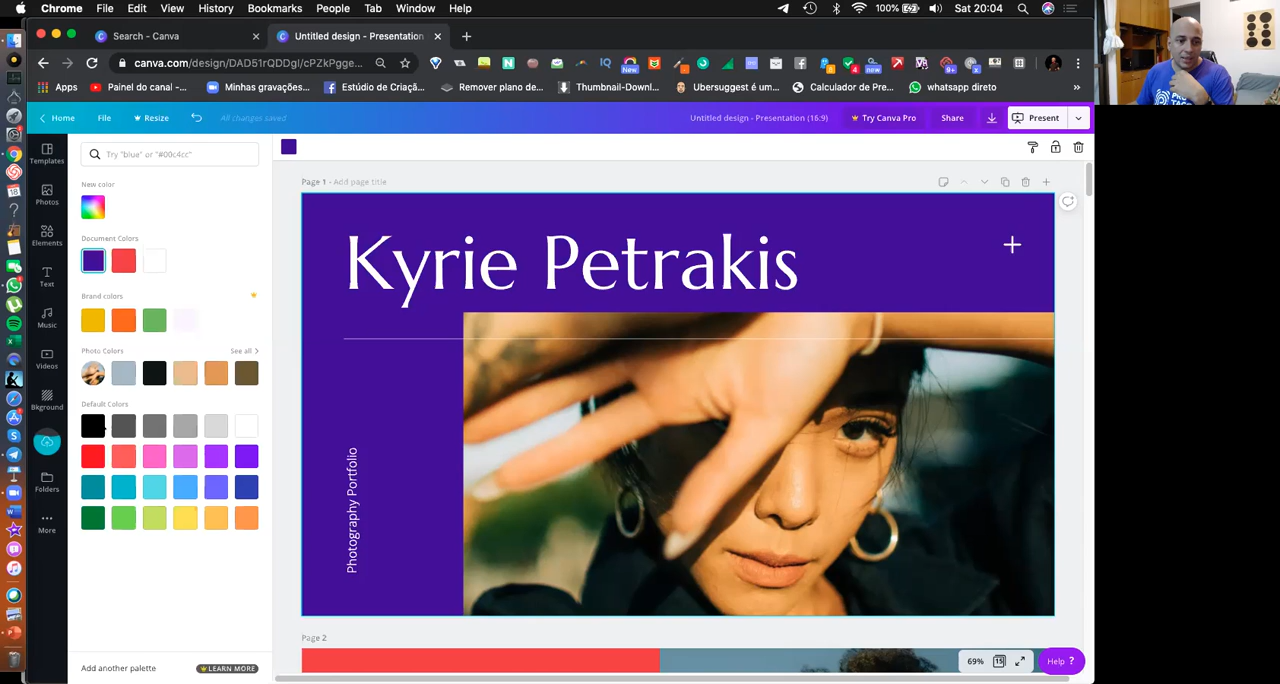 Chrome File Edit View History Bookmarks People Tab Window Help 100% Sat 20:04
Search - Canva
Untitled design - Presentation
canva.com/design/DAD51rQDDgI/cPZkPgge...
Apps Painel do canal -... Minhas gravações... Estúdio de Criaçã... Remover plano de... Thumbnail-Downl... Ubersuggest é um... Calculador de Pre... whatsapp direto
Home File Resize All changes saved Untitled design - Presentation (16:9) Try Canva Pro Share Present
Templates
Photos
Elements
Text
Music
Videos
Bkground
Folders
More
Try "blue" or "#00c4cc"
New color
Document Colors
Brand colors
Photo Colors See all
Default Colors
Add another palette LEARN MORE
Page 1 - Add page title
Kyrie Petrakis
Photography Portfolio
Page 2
69% 15
Help ?